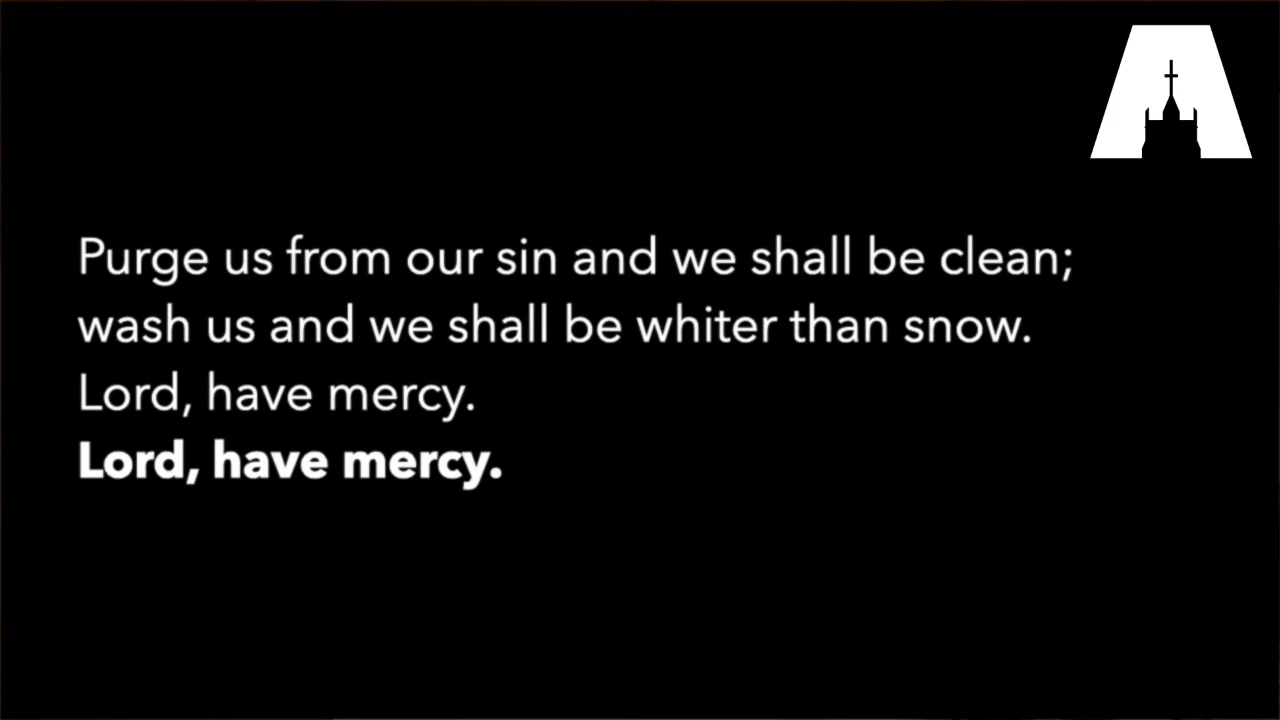 Purge us from our sin and we shall be clean;
wash us and we shall be whiter than snow.
Lord, have mercy.
Lord, have mercy.